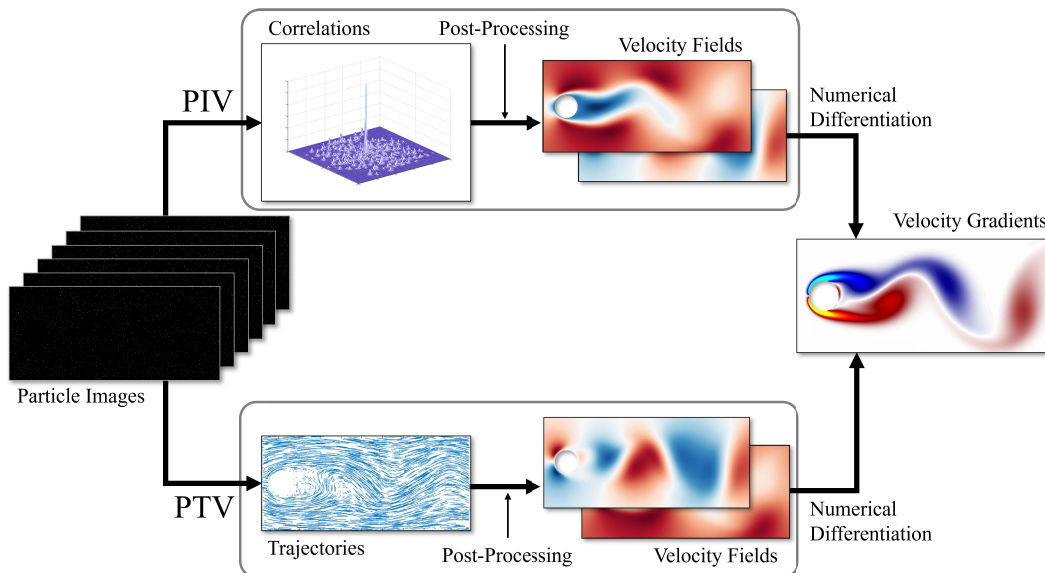 Correlations
Post-Processing
Velocity Fields
PIV
Numerical
Differentiation
Velocity Gradients
Particle Images
PTV
Trajectories
Post-Processing
Velocity Fields
Numerical
Differentiation